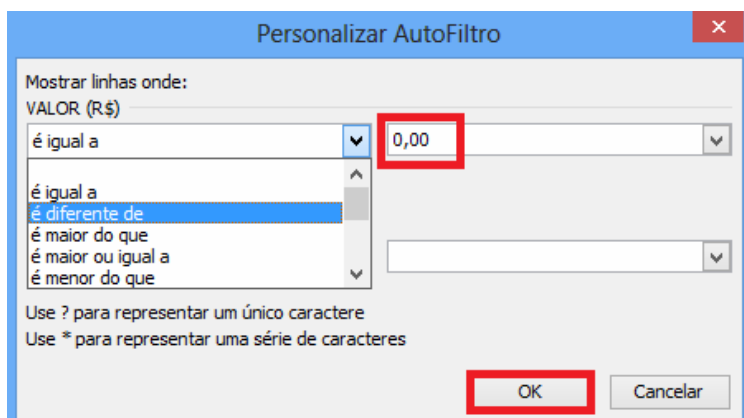 Personalizar AutoFiltro
Mostrar linhas onde:
VALOR (R$)
é igual a
0,00
é igual a
é diferente de
é maior do que
é maior ou igual a
é menor do que
Use ? para representar um único caractere
Use * para representar uma série de caracteres
OK
Cancelar